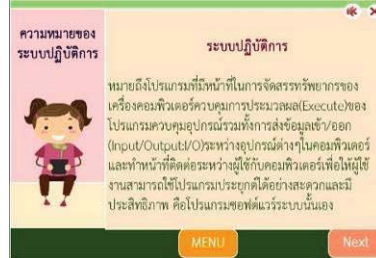 ความหมายของ
ระบบปฏิบัติการ
ระบบปฏิบัติการ
หมายถึงโปรแกรมที่มีหน้าที่ในการจัดสรรทรัพยากรของ
เครื่องคอมพิวเตอร์ควบคุมการประมวลผล(Execute)ของ
โปรแกรมควบคุมอุปกรณ์รวมทั้งการส่งข้อมูลเข้า/ออก
(Input/Output:I/O)ระหว่างอุปกรณ์ต่างๆในคอมพิวเตอร์
และทำหน้าที่ติดต่อระหว่างผู้ใช้กับคอมพิวเตอร์เพื่อให้ผู้ใช้
งานสามารถใช้โปรแกรมประยุกต์ได้อย่างสะดวกและมี
ประสิทธิภาพ คือโปรแกรมซอฟต์แวร์ระบบนั้นเอง
MENU
Next